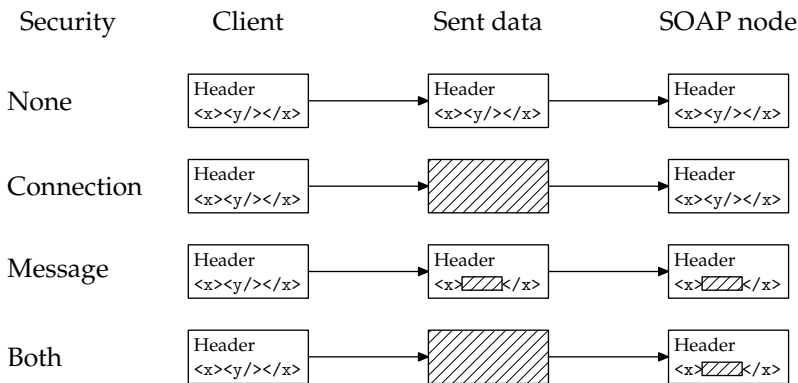 Security Client Sent data SOAP node
None
Header Header Header
<x><y/></x> <x><y/></x> <x><y/></x>
Connection
Header Header
<x><y/></x> <x><y/></x>
Message
Header Header Header
<x><y/></x> <x></x> <x></x>
Both
Header Header
<x><y/></x> <x></x>